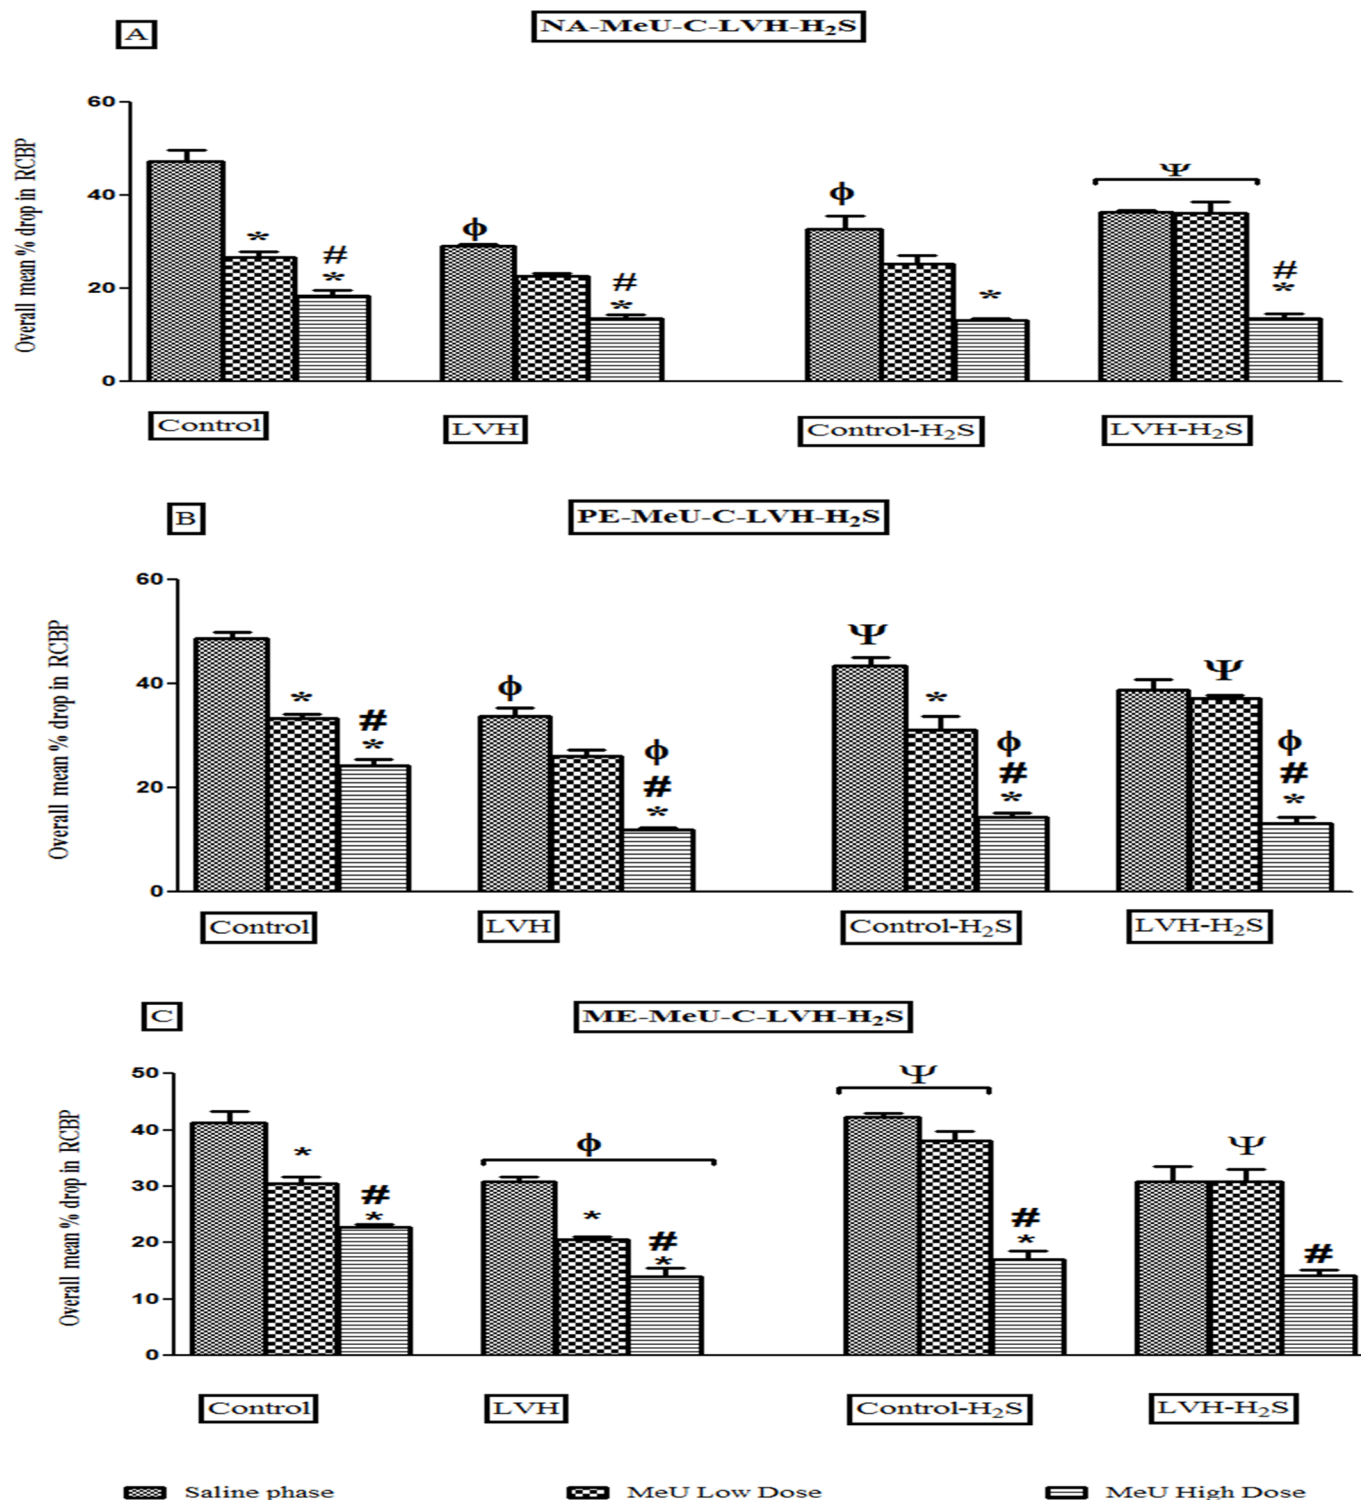 A
NA-MeU-C-LVH-H₂S
Overall mean % drop in RCBP
60
40
20
0
*
#
*
ϕ
#
*
ϕ
*
Ψ
#
*
Control
LVH
Control-H₂S
LVH-H₂S
B
PE-MeU-C-LVH-H₂S
Overall mean % drop in RCBP
60
40
20
0
*
#
*
ϕ
ϕ
#
*
Ψ
*
ϕ
#
*
Ψ
ϕ
#
*
Control
LVH
Control-H₂S
LVH-H₂S
C
ME-MeU-C-LVH-H₂S
Overall mean % drop in RCBP
50
40
30
20
10
0
*
#
*
ϕ
*
#
*
Ψ
#
*
Ψ
#
Control
LVH
Control-H₂S
LVH-H₂S
Saline phase
MeU Low Dose
MeU High Dose